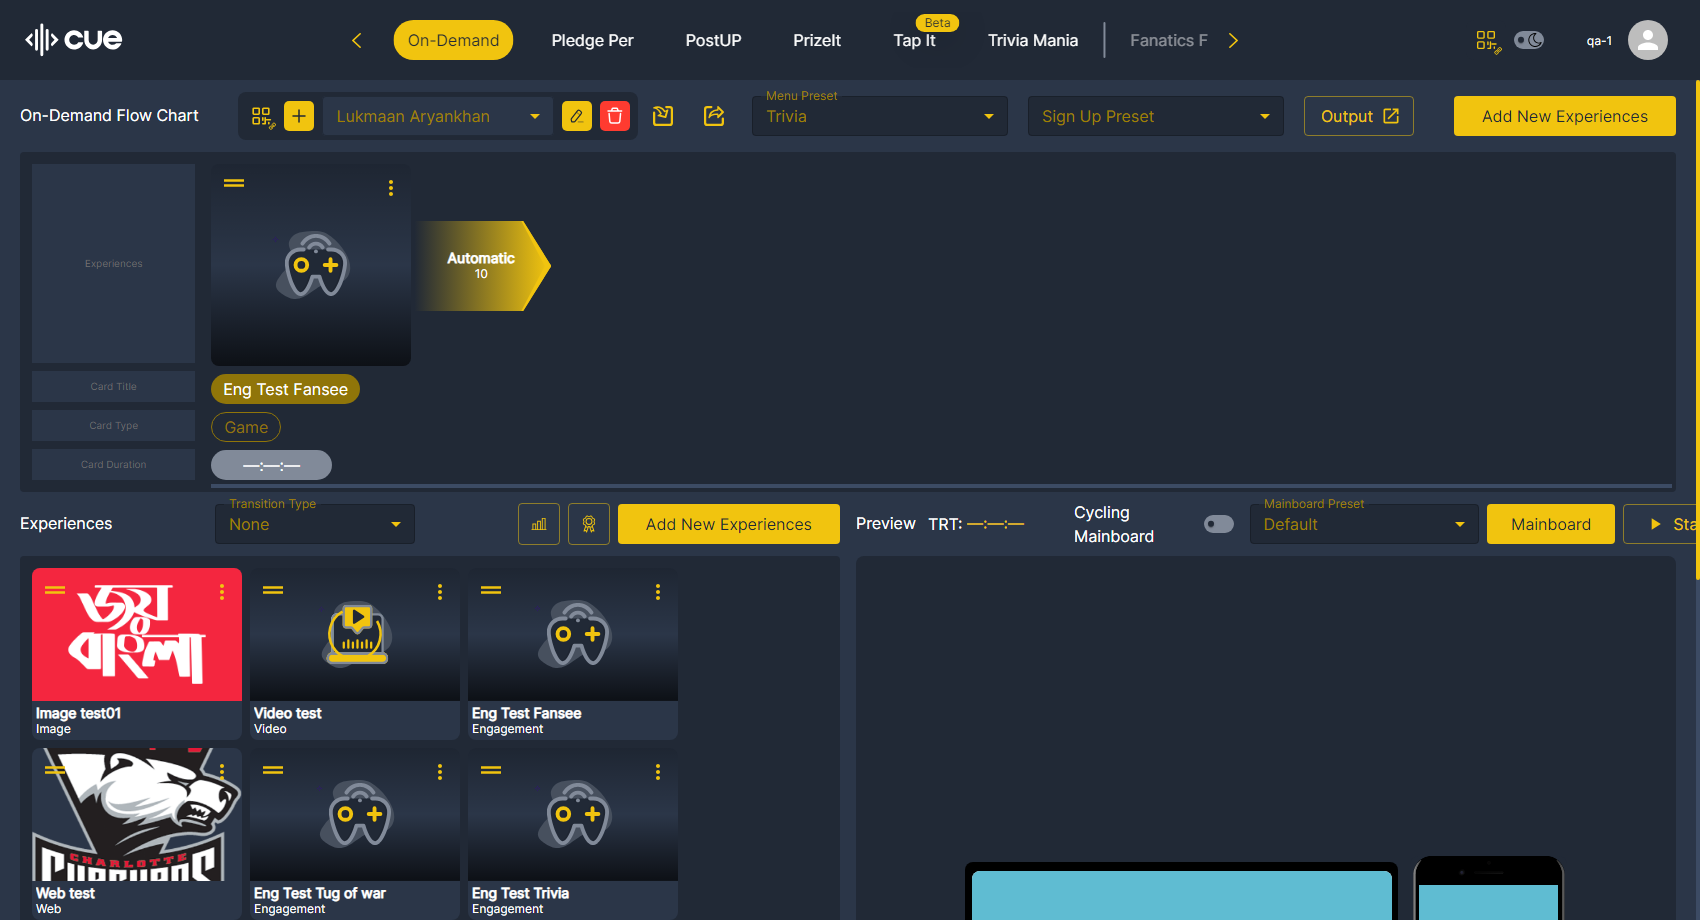 cue
On-Demand
Pledge Per
PostUP
PrizeIt
Tap It
Beta
Trivia Mania
Fanatics F
qa-1
On-Demand Flow Chart
Lukmaan Aryankhan
Menu Preset
Trivia
Sign Up Preset
Output
Add New Experiences
Experiences
Automatic
10
Card Title
Eng Test Fansee
Card Type
Game
Card Duration
—:—:—
Experiences
Transition Type
None
Add New Experiences
Preview
TRT: —:—:—
Cycling
Mainboard
Mainboard Preset
Default
Mainboard
Sta
জয়
বাংলা
Image test01
Image
Video test
Video
Eng Test Fansee
Engagement
CHARLOTTE
Web test
Web
Eng Test Tug of war
Engagement
Eng Test Trivia
Engagement